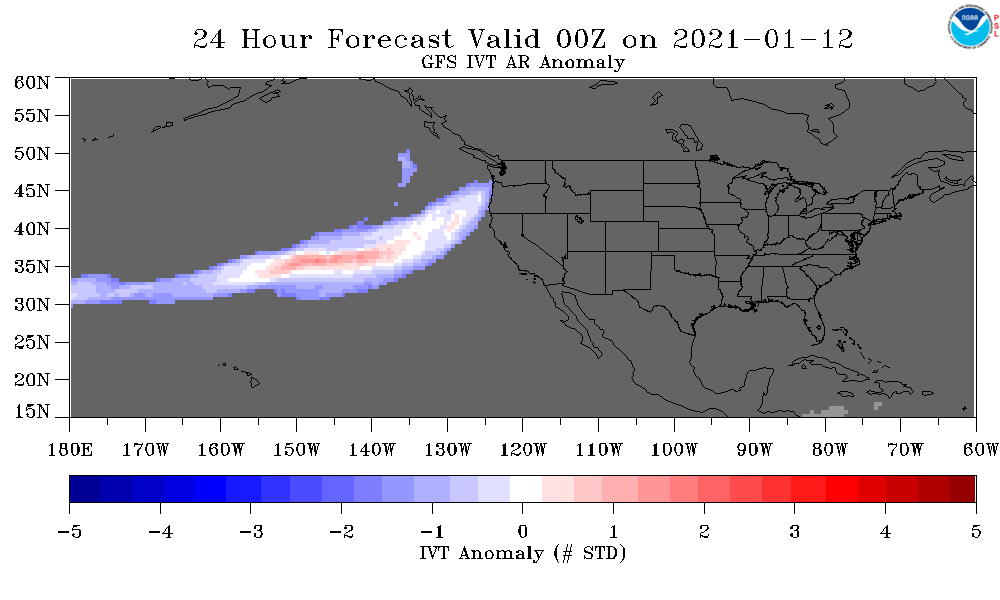 24 Hour Forecast Valid 00Z on 2021-01-12
GFS IVT AR Anomaly
NOAA
PSL
60N
55N
50N
45N
40N
35N
30N
25N
20N
15N
180E 170W 160W 150W 140W 130W 120W 110W 100W 90W 80W 70W 60W
-5 -4 -3 -2 -1 0 1 2 3 4 5
IVT Anomaly (# STD)